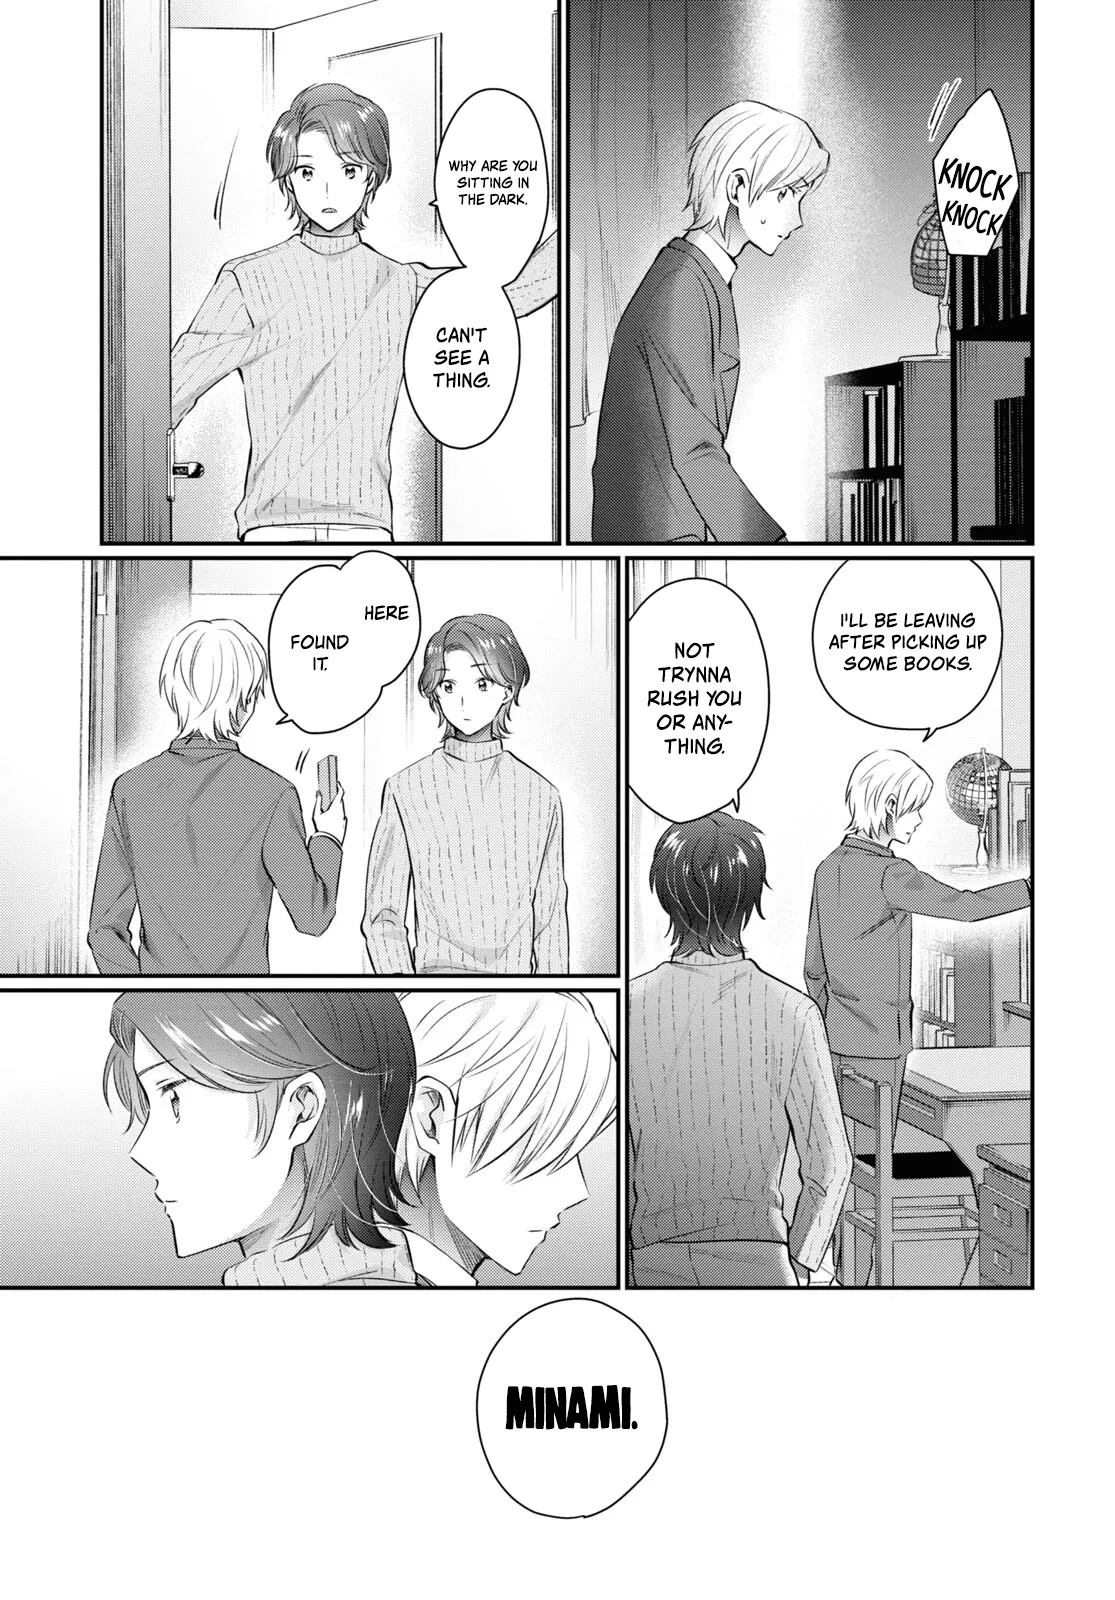 KNOCK
KNOCK
WHY ARE YOU
SITTING IN
THE DARK.
CAN'T
SEE A
THING.
I'LL BE LEAVING
AFTER PICKING UP
SOME BOOKS.
NOT
TRYNNA
RUSH YOU
OR ANY-
THING.
HERE
FOUND
IT.
MINAMI.